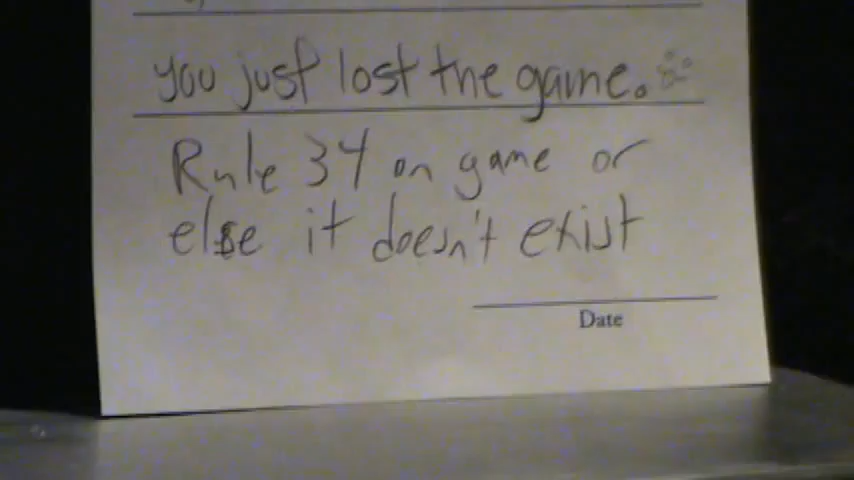 you just lost the game.
Rule 34 on game or
else it doesn't exist
Date